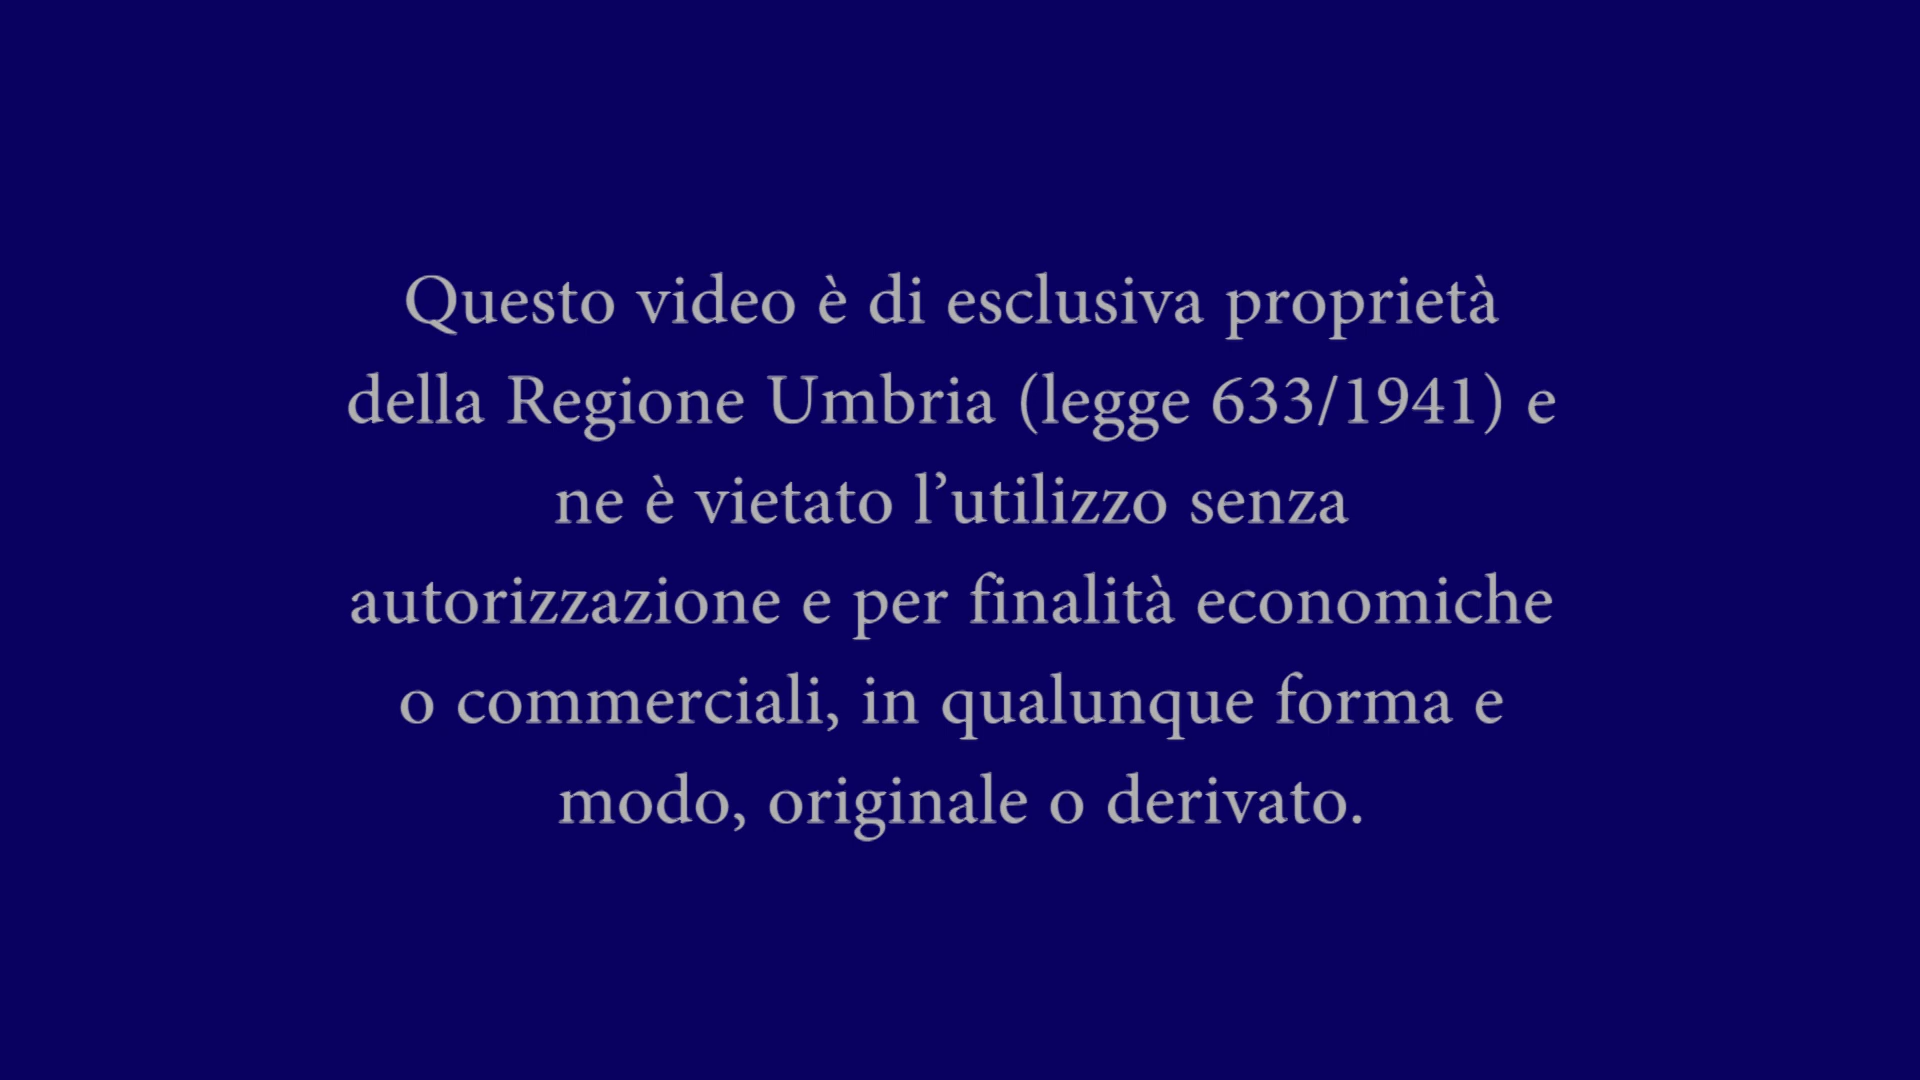 Questo video è di esclusiva proprietà
della Regione Umbria (legge 633/1941) e
ne è vietato l’utilizzo senza
autorizzazione e per finalità economiche
o commerciali, in qualunque forma e
modo, originale o derivato.